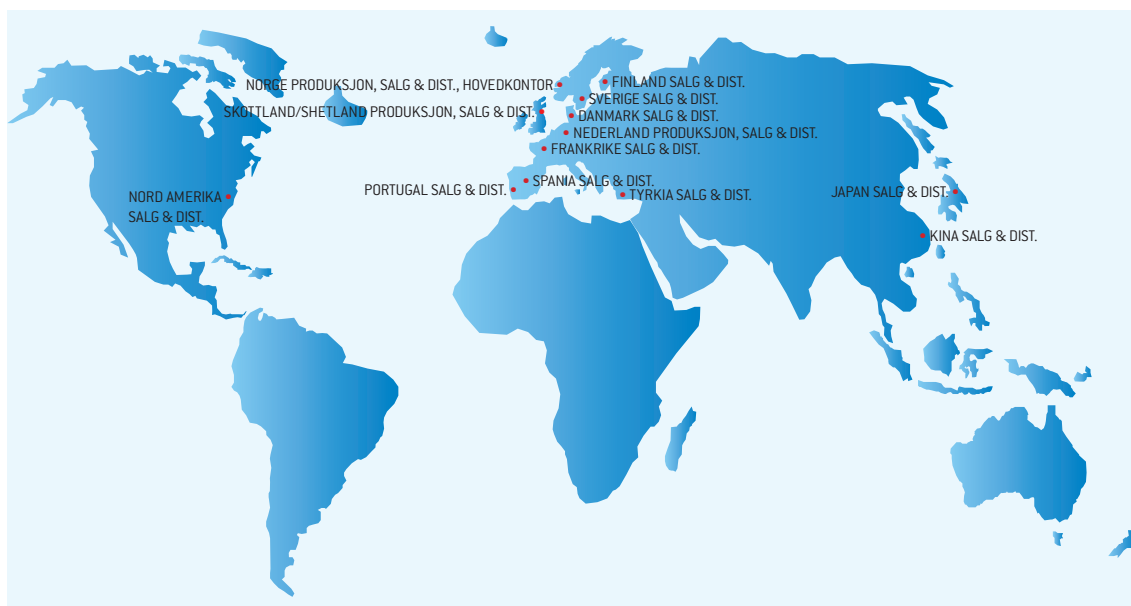 NORGE PRODUKSJON, SALG & DIST., HOVEDKONTOR
FINLAND SALG & DIST.
SVERIGE SALG & DIST.
SKOTTLAND/SHETLAND PRODUKSJON, SALG & DIST.
DANMARK SALG & DIST.
NEDERLAND PRODUKSJON, SALG & DIST.
FRANKRIKE SALG & DIST.
SPANIA SALG & DIST.
PORTUGAL SALG & DIST.
TYRKIA SALG & DIST.
NORD AMERIKA
SALG & DIST.
JAPAN SALG & DIST.
KINA SALG & DIST.